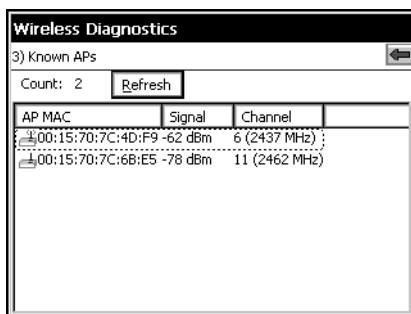 Wireless Diagnostics
3) Known APs
Count: 2 Refresh
AP MAC Signal Channel
00:15:70:7C:4D:F9 -62 dBm 6 (2437 MHz)
00:15:70:7C:6B:E5 -78 dBm 11 (2462 MHz)